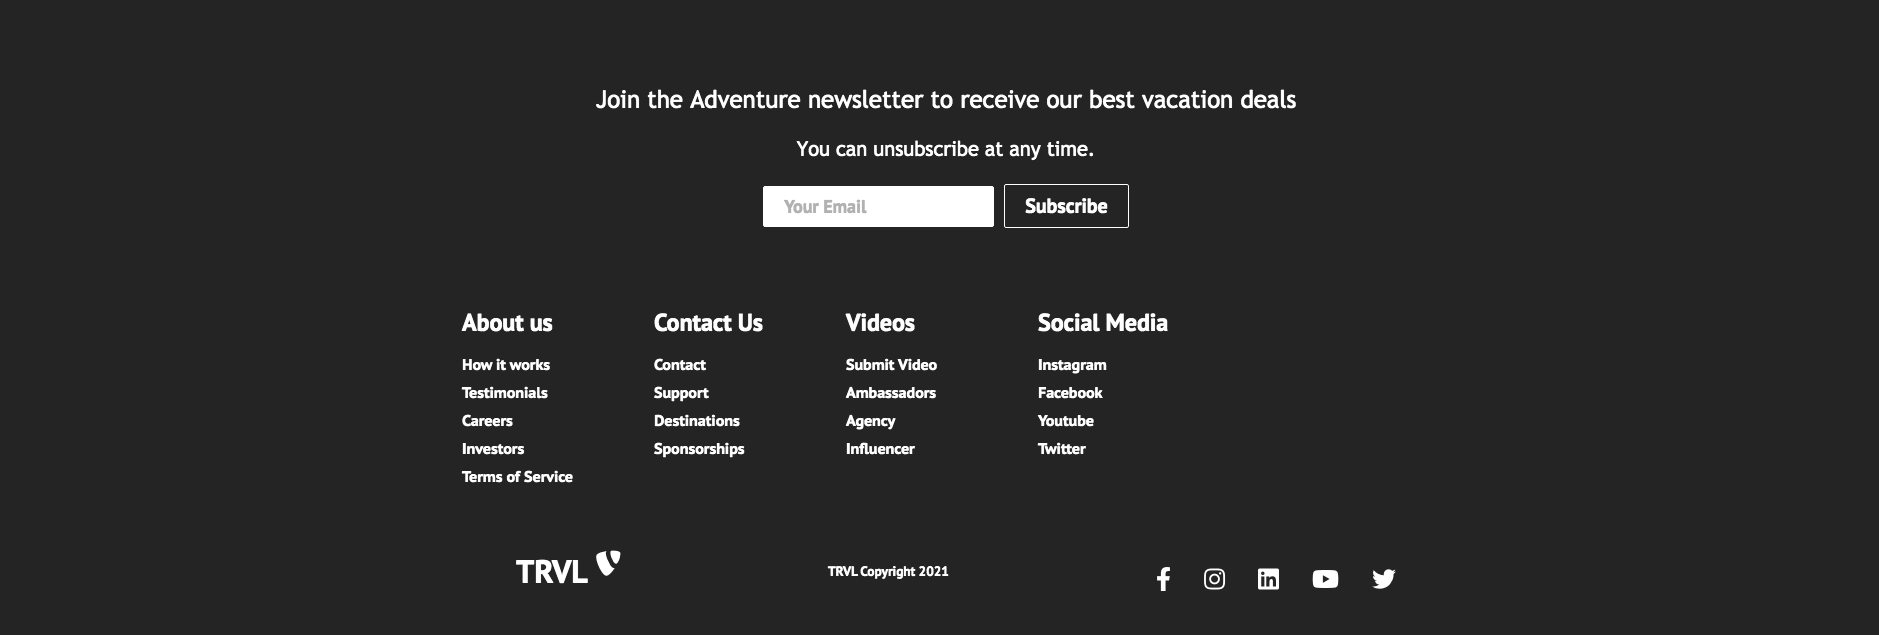 Join the Adventure newsletter to receive our best vacation deals
You can unsubscribe at any time.
Your Email
Subscribe
About us
How it works
Testimonials
Careers
Investors
Terms of Service
Contact Us
Contact
Support
Destinations
Sponsorships
Videos
Submit Video
Ambassadors
Agency
Influencer
Social Media
Instagram
Facebook
Youtube
Twitter
TRVL
TRVL Copyright 2021